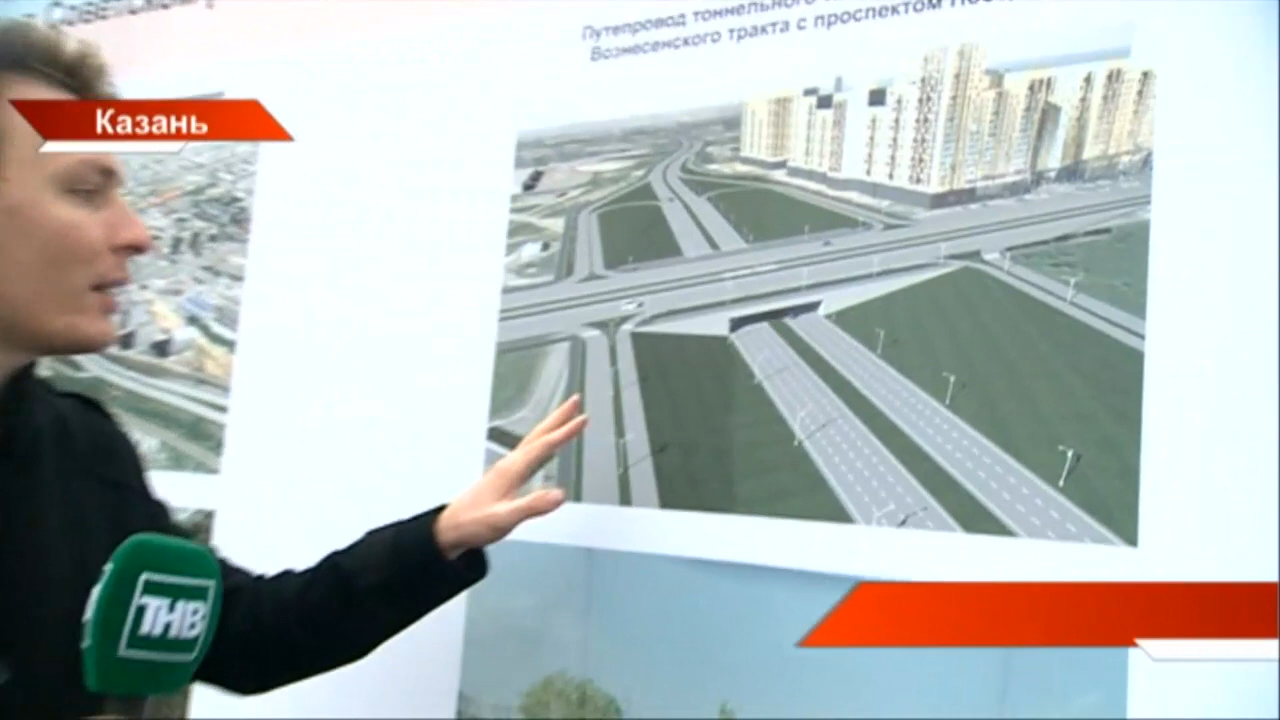 Путепровод тоннельного
Вознесенского тракта с проспектом
Казань
ТНВ